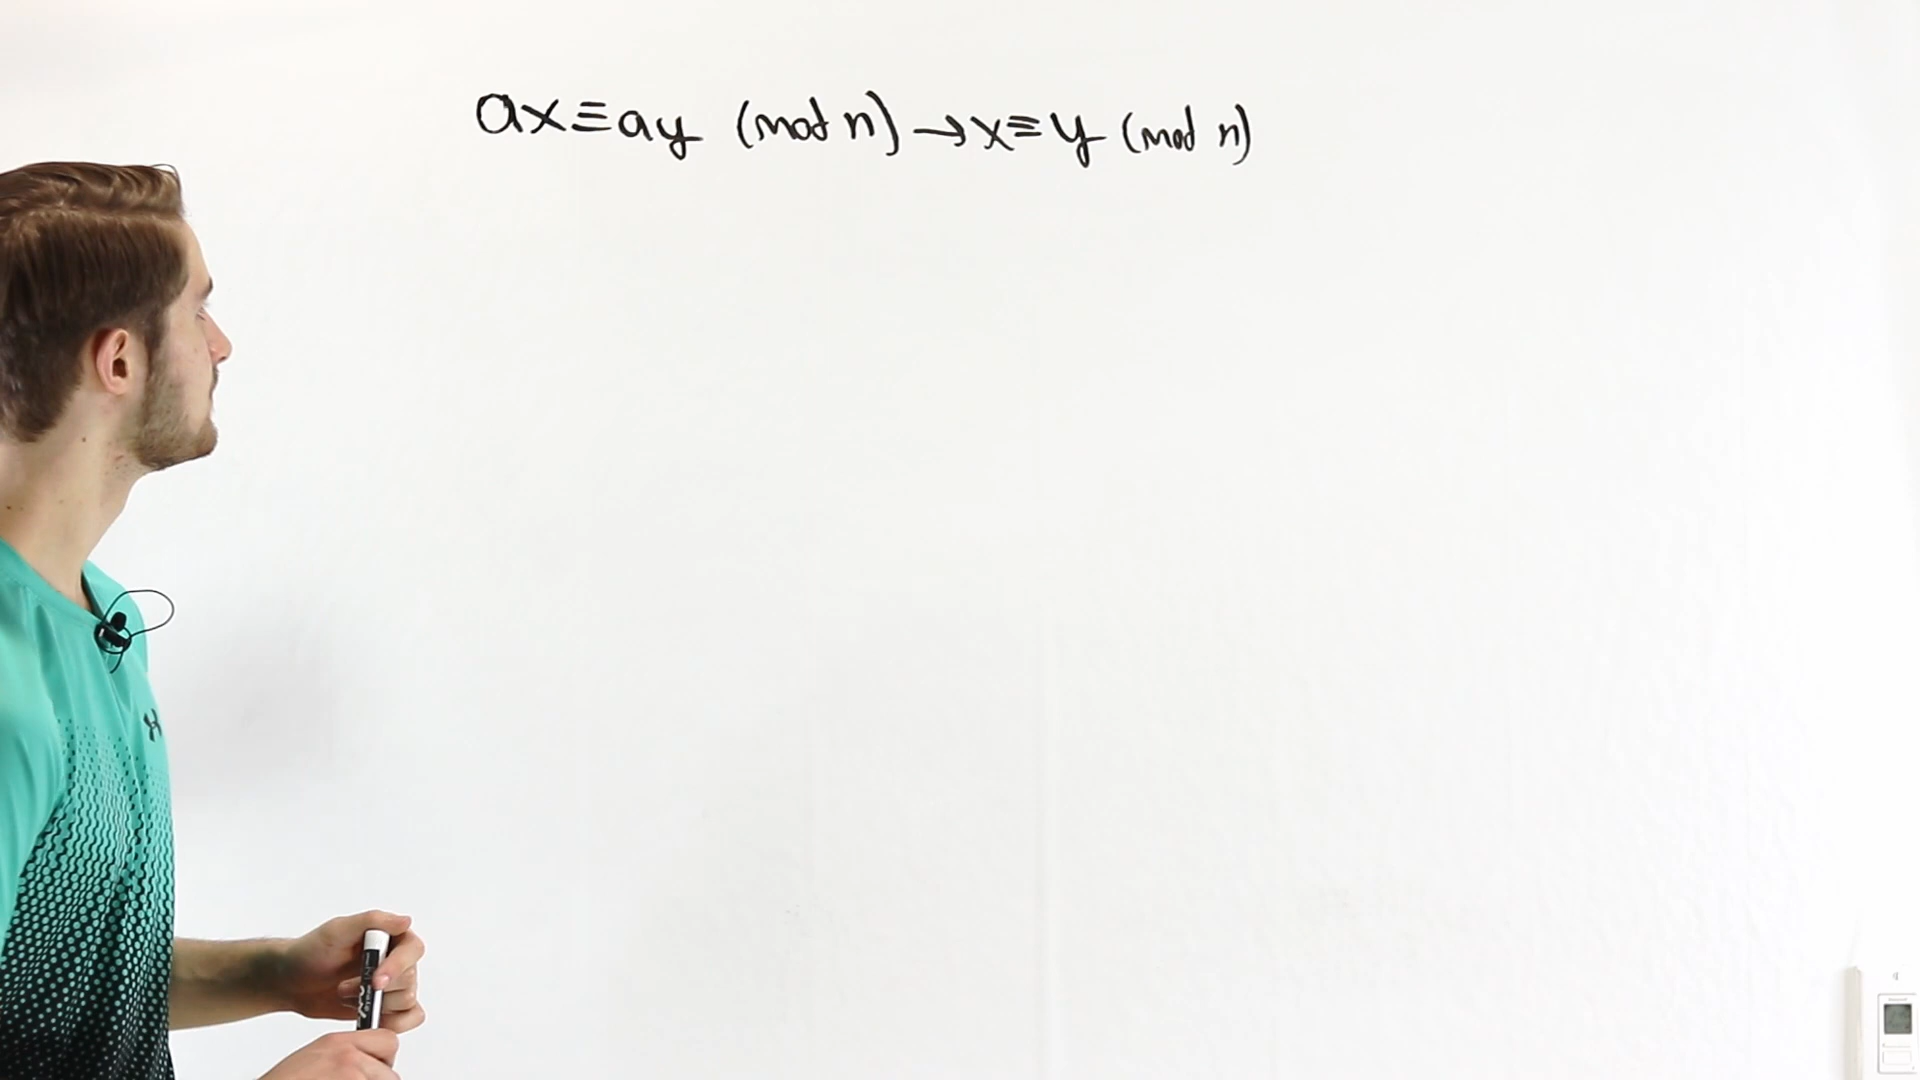 ax≡ay (mod n)→x≡y (mod n)